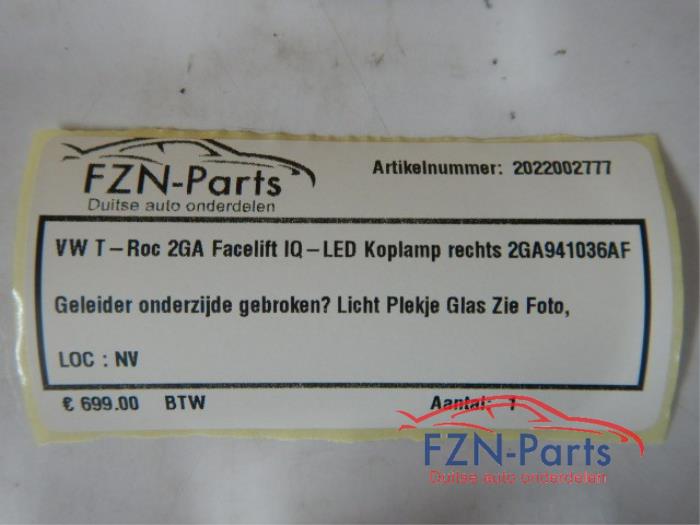 FZN-Parts
Duitse auto onderdelen
Artikelnummer: 2022002777
VW T-Roc 2GA Facelift IQ-LED Koplamp rechts 2GA941036AF
Geleider onderzijde gebroken? Licht Plekje Glas Zie Foto,
LOC : NV
€ 699.00 BTW Aantal: 1
FZN-Parts
Duitse auto onderdelen